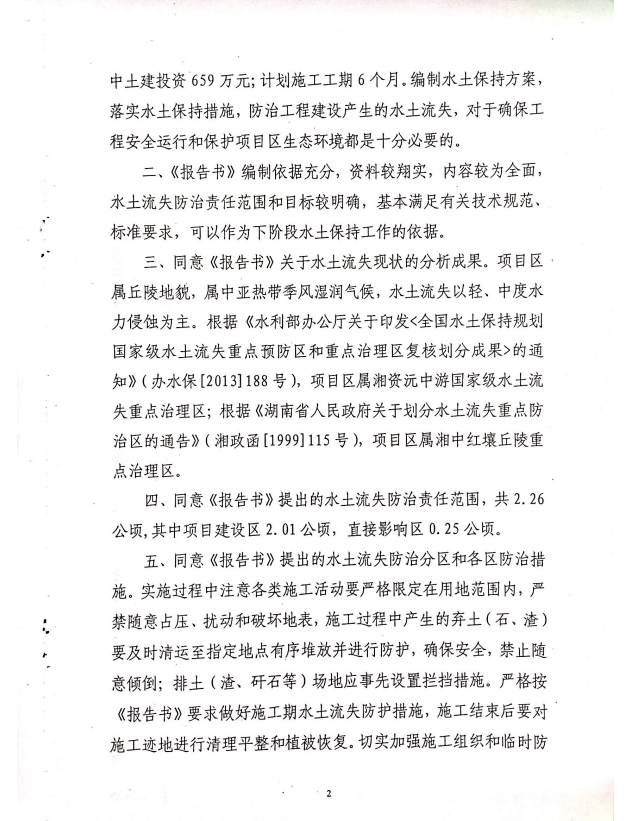 中土建投资 659 万元；计划施工工期 6 个月。编制水土保持方案，
落实水土保持措施，防治工程建设产生的水土流失，对于确保工
程安全运行和保护项目区生态环境都是十分必要的。
二、《报告书》编制依据充分，资料较翔实，内容较为全面，
水土流失防治责任范围和目标较明确，基本满足有关技术规范、
标准要求，可以作为下阶段水土保持工作的依据。
三、同意《报告书》关于水土流失现状的分析成果。项目区
属丘陵地貌，属中亚热带季风湿润气候，水土流失以轻、中度水
力侵蚀为主。根据《水利部办公厅关于印发<全国水土保持规划
国家级水土流失重点预防区和重点治理区复核划分成果>的通
知》（办水保[2013]188 号），项目区属湘资沅中游国家级水土流
失重点治理区；根据《湖南省人民政府关于划分水土流失重点防
治区的通告》（湘政函[1999]115 号），项目区属湘中红壤丘陵重
点治理区。
四、同意《报告书》提出的水土流失防治责任范围，共 2.26
公顷,其中项目建设区 2.01 公顷，直接影响区 0.25 公顷。
五、同意《报告书》提出的水土流失防治分区和各区防治措
施。实施过程中注意各类施工活动要严格限定在用地范围内，严
禁随意占压、扰动和破坏地表，施工过程中产生的弃土（石、渣）
要及时清运至指定地点有序堆放并进行防护，确保安全，禁止随
意倾倒；排土（渣、矸石等）场地应事先设置拦挡措施。严格按
《报告书》要求做好施工期水土流失防护措施，施工结束后要对
施工迹地进行清理平整和植被恢复。切实加强施工组织和临时防
2